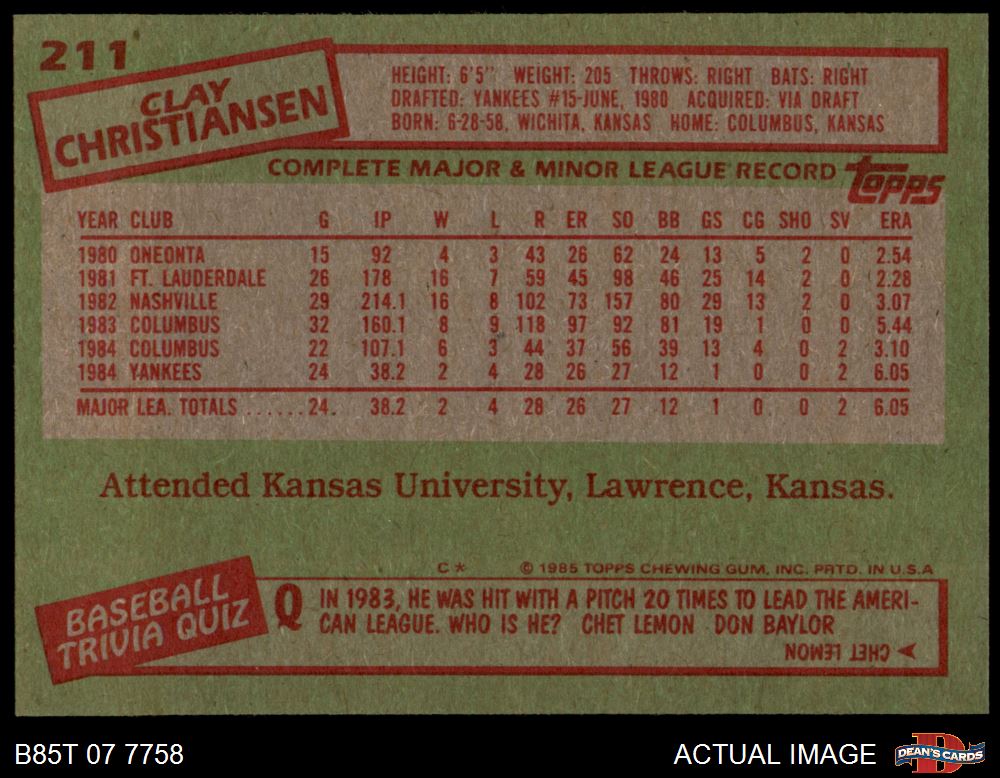 211
CLAY
CHRISTIANSEN
HEIGHT: 6'5" WEIGHT: 205 THROWS: RIGHT BATS: RIGHT
DRAFTED: YANKEES #15-JUNE, 1980 ACQUIRED: VIA DRAFT
BORN: 6-28-58, WICHITA, KANSAS HOME: COLUMBUS, KANSAS
COMPLETE MAJOR & MINOR LEAGUE RECORD
Topps
YEAR CLUB G IP W L R ER SO BB GS CG SHO SV ERA
1980 ONEONTA 15 92 4 3 43 26 62 24 13 5 2 0 2.54
1981 FT. LAUDERDALE 26 178 16 7 59 45 98 46 25 14 2 0 2.28
1982 NASHVILLE 29 214.1 16 8 102 73 157 80 29 13 2 0 3.07
1983 COLUMBUS 32 160.1 8 9 118 97 92 81 19 1 0 0 5.44
1984 COLUMBUS 22 107.1 6 3 44 37 56 39 13 4 0 2 3.10
1984 YANKEES 24 38.2 2 4 28 26 27 12 1 0 0 2 6.05
MAJOR LEA. TOTALS ......24. 38.2 2 4 28 26 27 12 1 0 0 2 6.05
Attended Kansas University, Lawrence, Kansas.
C* © 1985 TOPPS CHEWING GUM, INC. PRTD. IN U.S.A
BASEBALL
TRIVIA QUIZ
Q IN 1983, HE WAS HIT WITH A PITCH 20 TIMES TO LEAD THE AMERI-
CAN LEAGUE. WHO IS HE? CHET LEMON DON BAYLOR
CHET LEMON
B85T 07 7758
ACTUAL IMAGE
DEAN'S CARDS